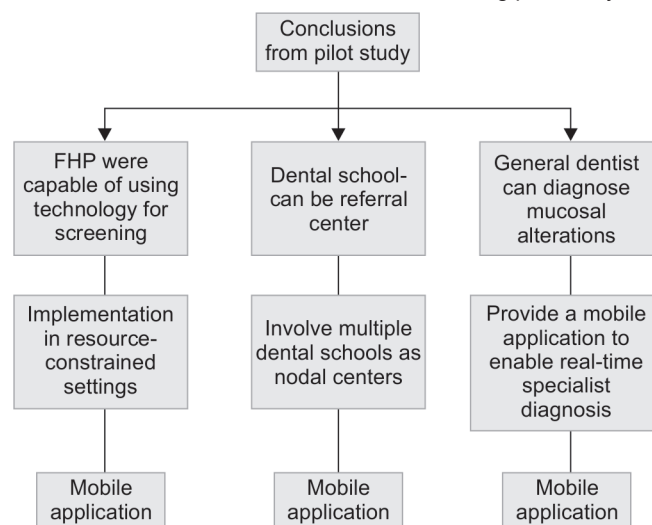 Conclusions
from pilot study
FHP were
capable of using
technology for
screening
Dental school-
can be referral
center
General dentist
can diagnose
mucosal
alterations
Implementation
in resource-
constrained
settings
Involve multiple
dental schools as
nodal centers
Provide a mobile
application to
enable real-time
specialist
diagnosis
Mobile
application
Mobile
application
Mobile
application